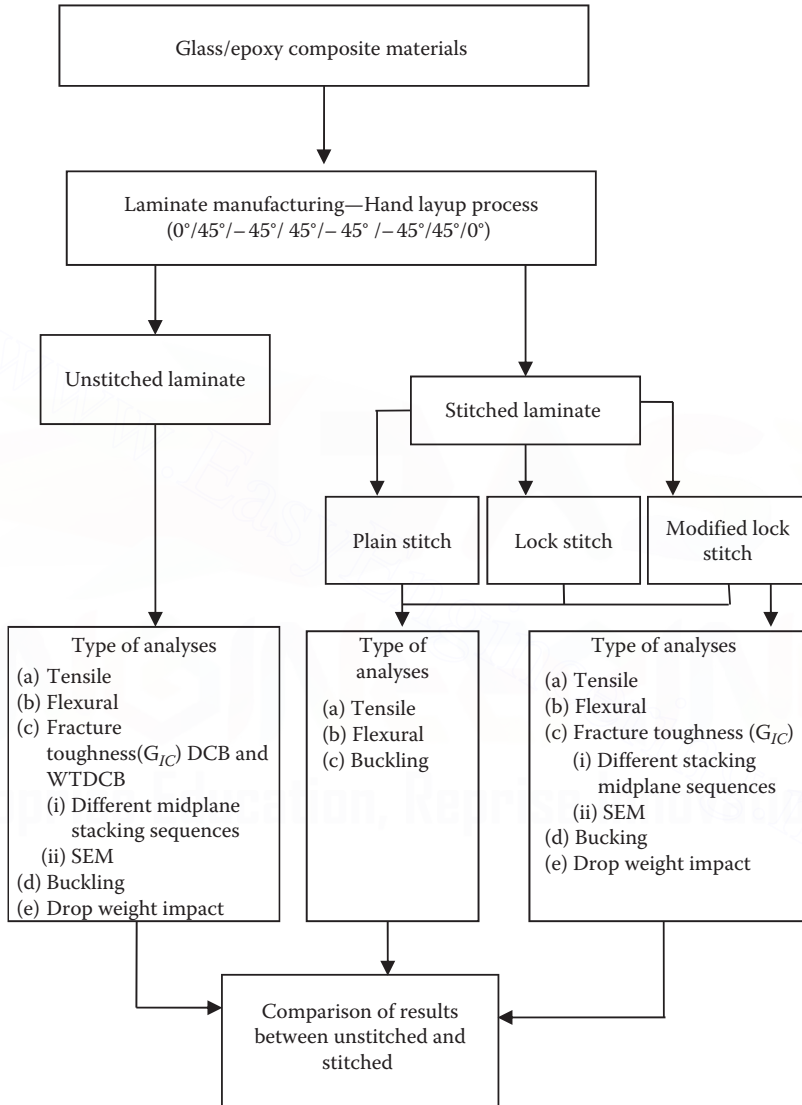 Glass/epoxy composite materials
Laminate manufacturing—Hand layup process
(0°/45°/– 45°/ 45°/– 45° /– 45°/45°/0°)
Unstitched laminate
Stitched laminate
Plain stitch
Lock stitch
Modified lock
stitch
Type of analyses
(a) Tensile
(b) Flexural
(c) Fracture
toughness(G_IC) DCB and
WTDCB
(i) Different midplane
stacking sequences
(ii) SEM
(d) Buckling
(e) Drop weight impact
Type of
analyses
(a) Tensile
(b) Flexural
(c) Buckling
Type of analyses
(a) Tensile
(b) Flexural
(c) Fracture toughness (G_IC)
(i) Different stacking
midplane sequences
(ii) SEM
(d) Bucking
(e) Drop weight impact
Comparison of results
between unstitched and
stitched